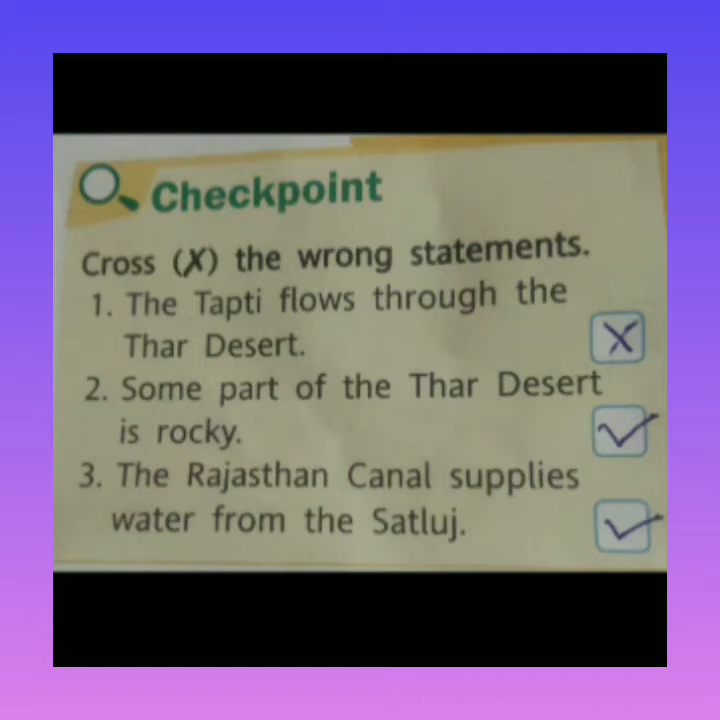 Checkpoint
Cross (X) the wrong statements.
1. The Tapti flows through the
Thar Desert.
X
2. Some part of the Thar Desert
is rocky.
✓
3. The Rajasthan Canal supplies
water from the Satluj.
✓